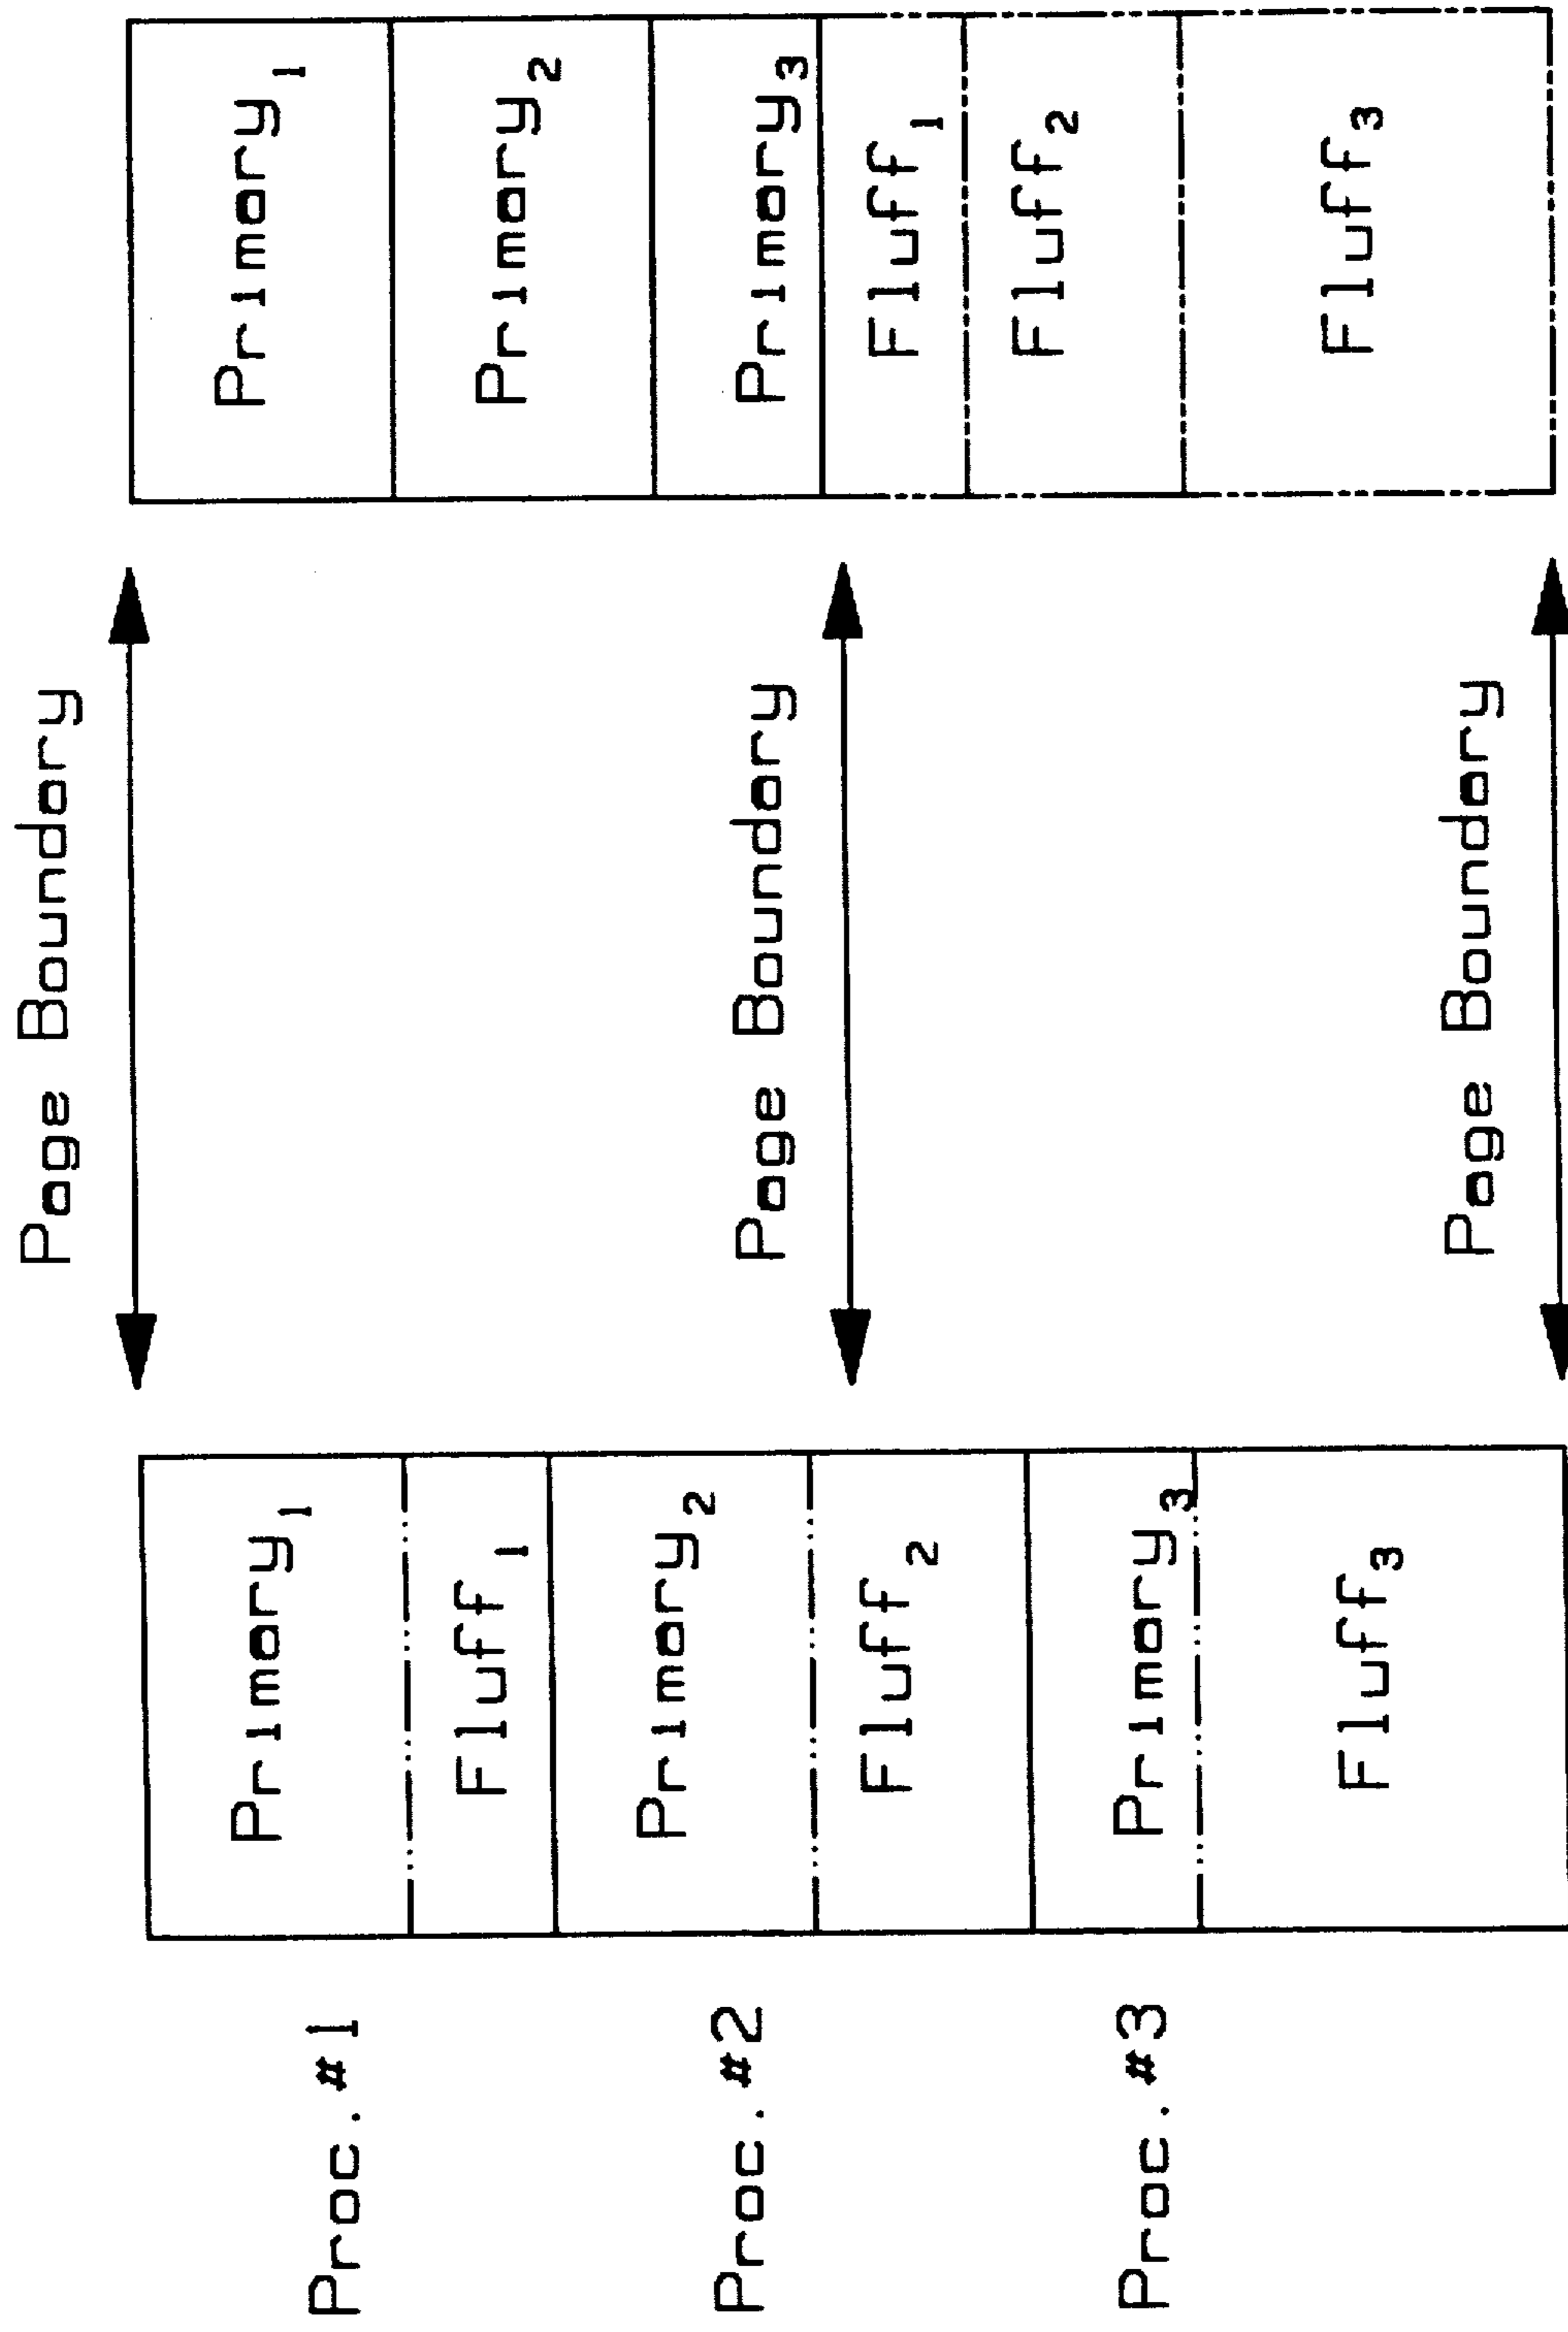 Proc.#1
Proc.#2
Proc.#3
Primary₁
Fluff₁
Primary₂
Fluff₂
Primary₃
Fluff₃
Page Boundary
Page Boundary
Page Boundary
Primary₁
Primary₂
Primary₃
Fluff₁
Fluff₂
Fluff₃